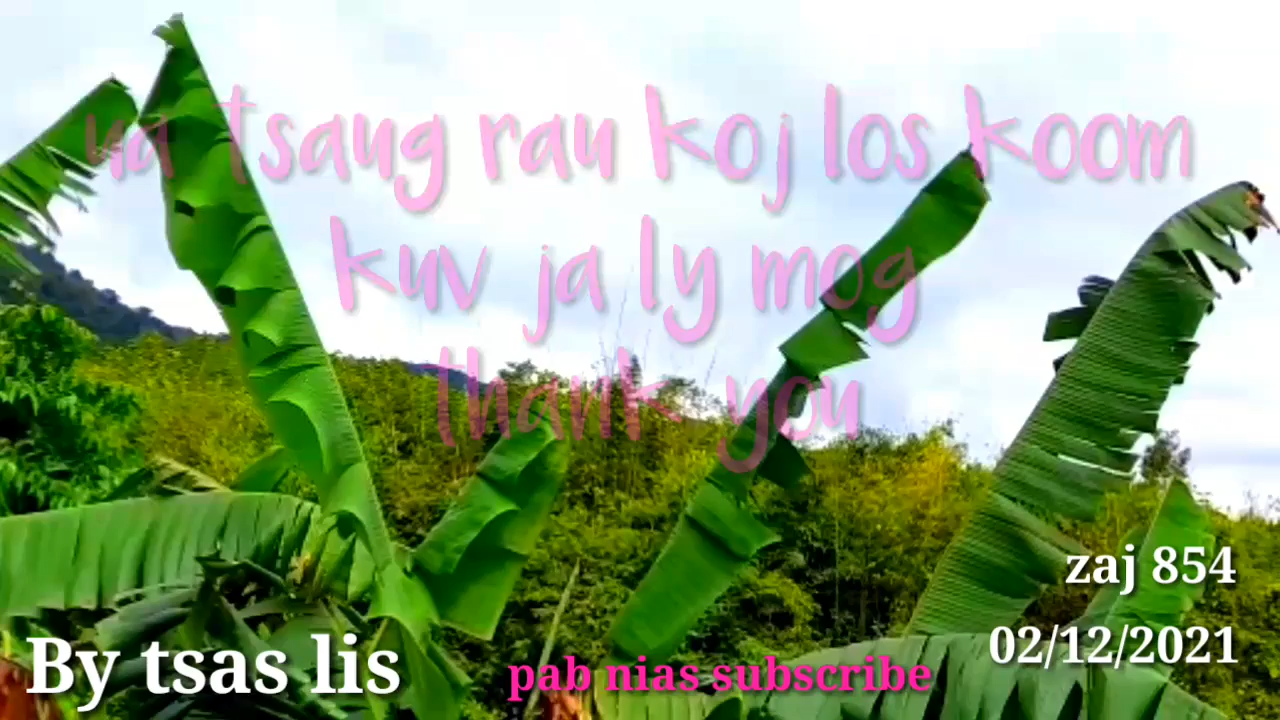 ua tsaug rau koj los koom
kuv ja ly mog
thank you
zaj 854
02/12/2021
By tsas lis
pab nias subscribe